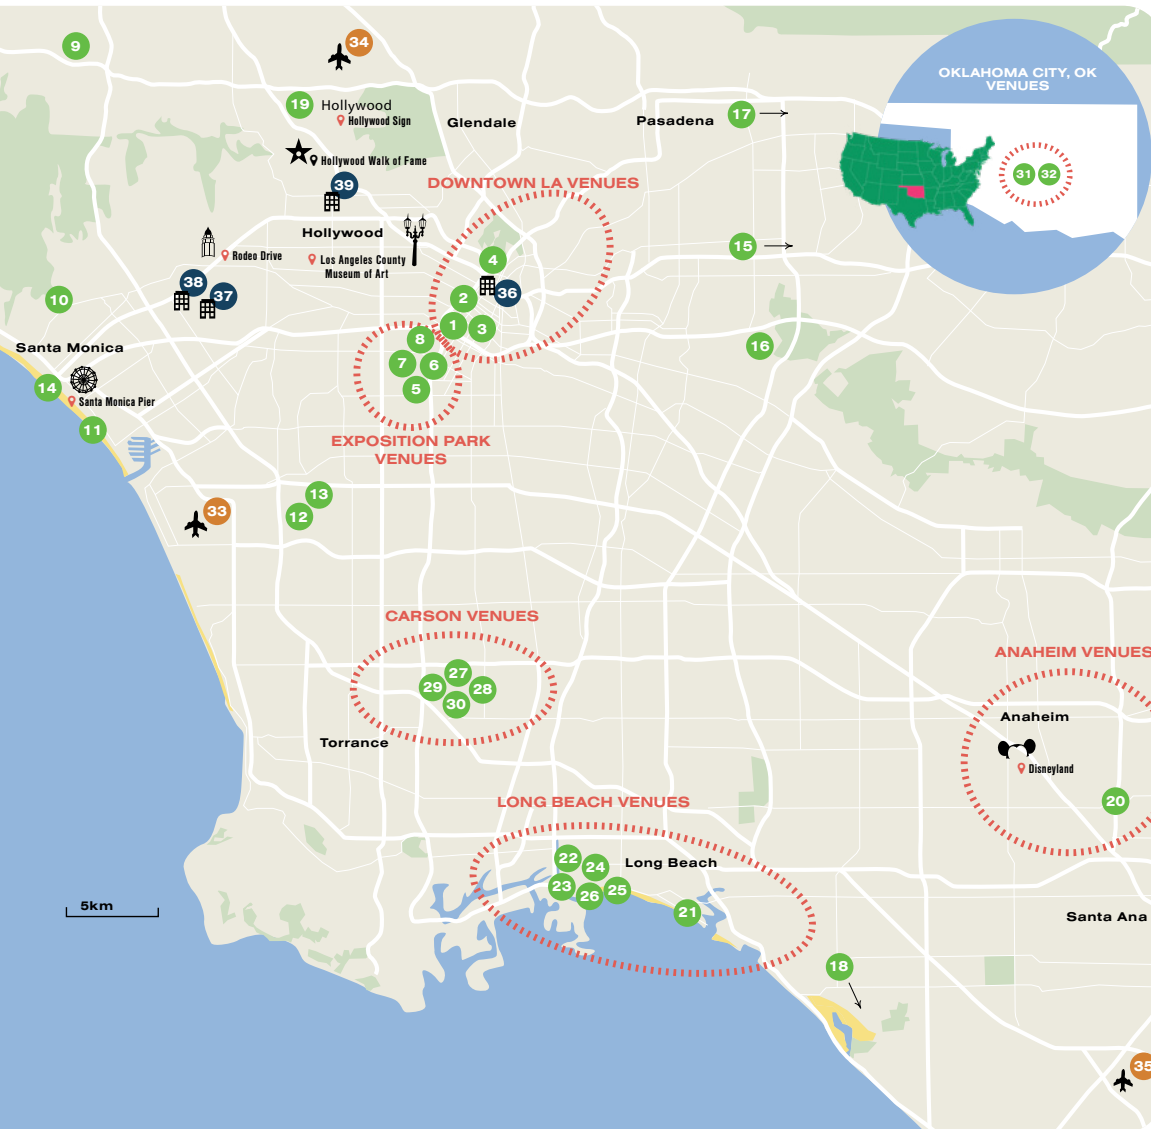 9
34
OKLAHOMA CITY, OK
VENUES
19 Hollywood
Hollywood Sign
Glendale
Pasadena
17
Hollywood Walk of Fame
31 32
39
DOWNTOWN LA VENUES
Hollywood
15
Rodeo Drive
Los Angeles County
Museum of Art
4
38
37
36
10
2
1
3
Santa Monica
8
16
7
6
14
5
Santa Monica Pier
11
EXPOSITION PARK
VENUES
13
33
12
CARSON VENUES
ANAHEIM VENUES
27
29
28
30
Anaheim
Torrance
Disneyland
LONG BEACH VENUES
20
22
24
Long Beach
23
25
26
5km
21
Santa Ana
18
35